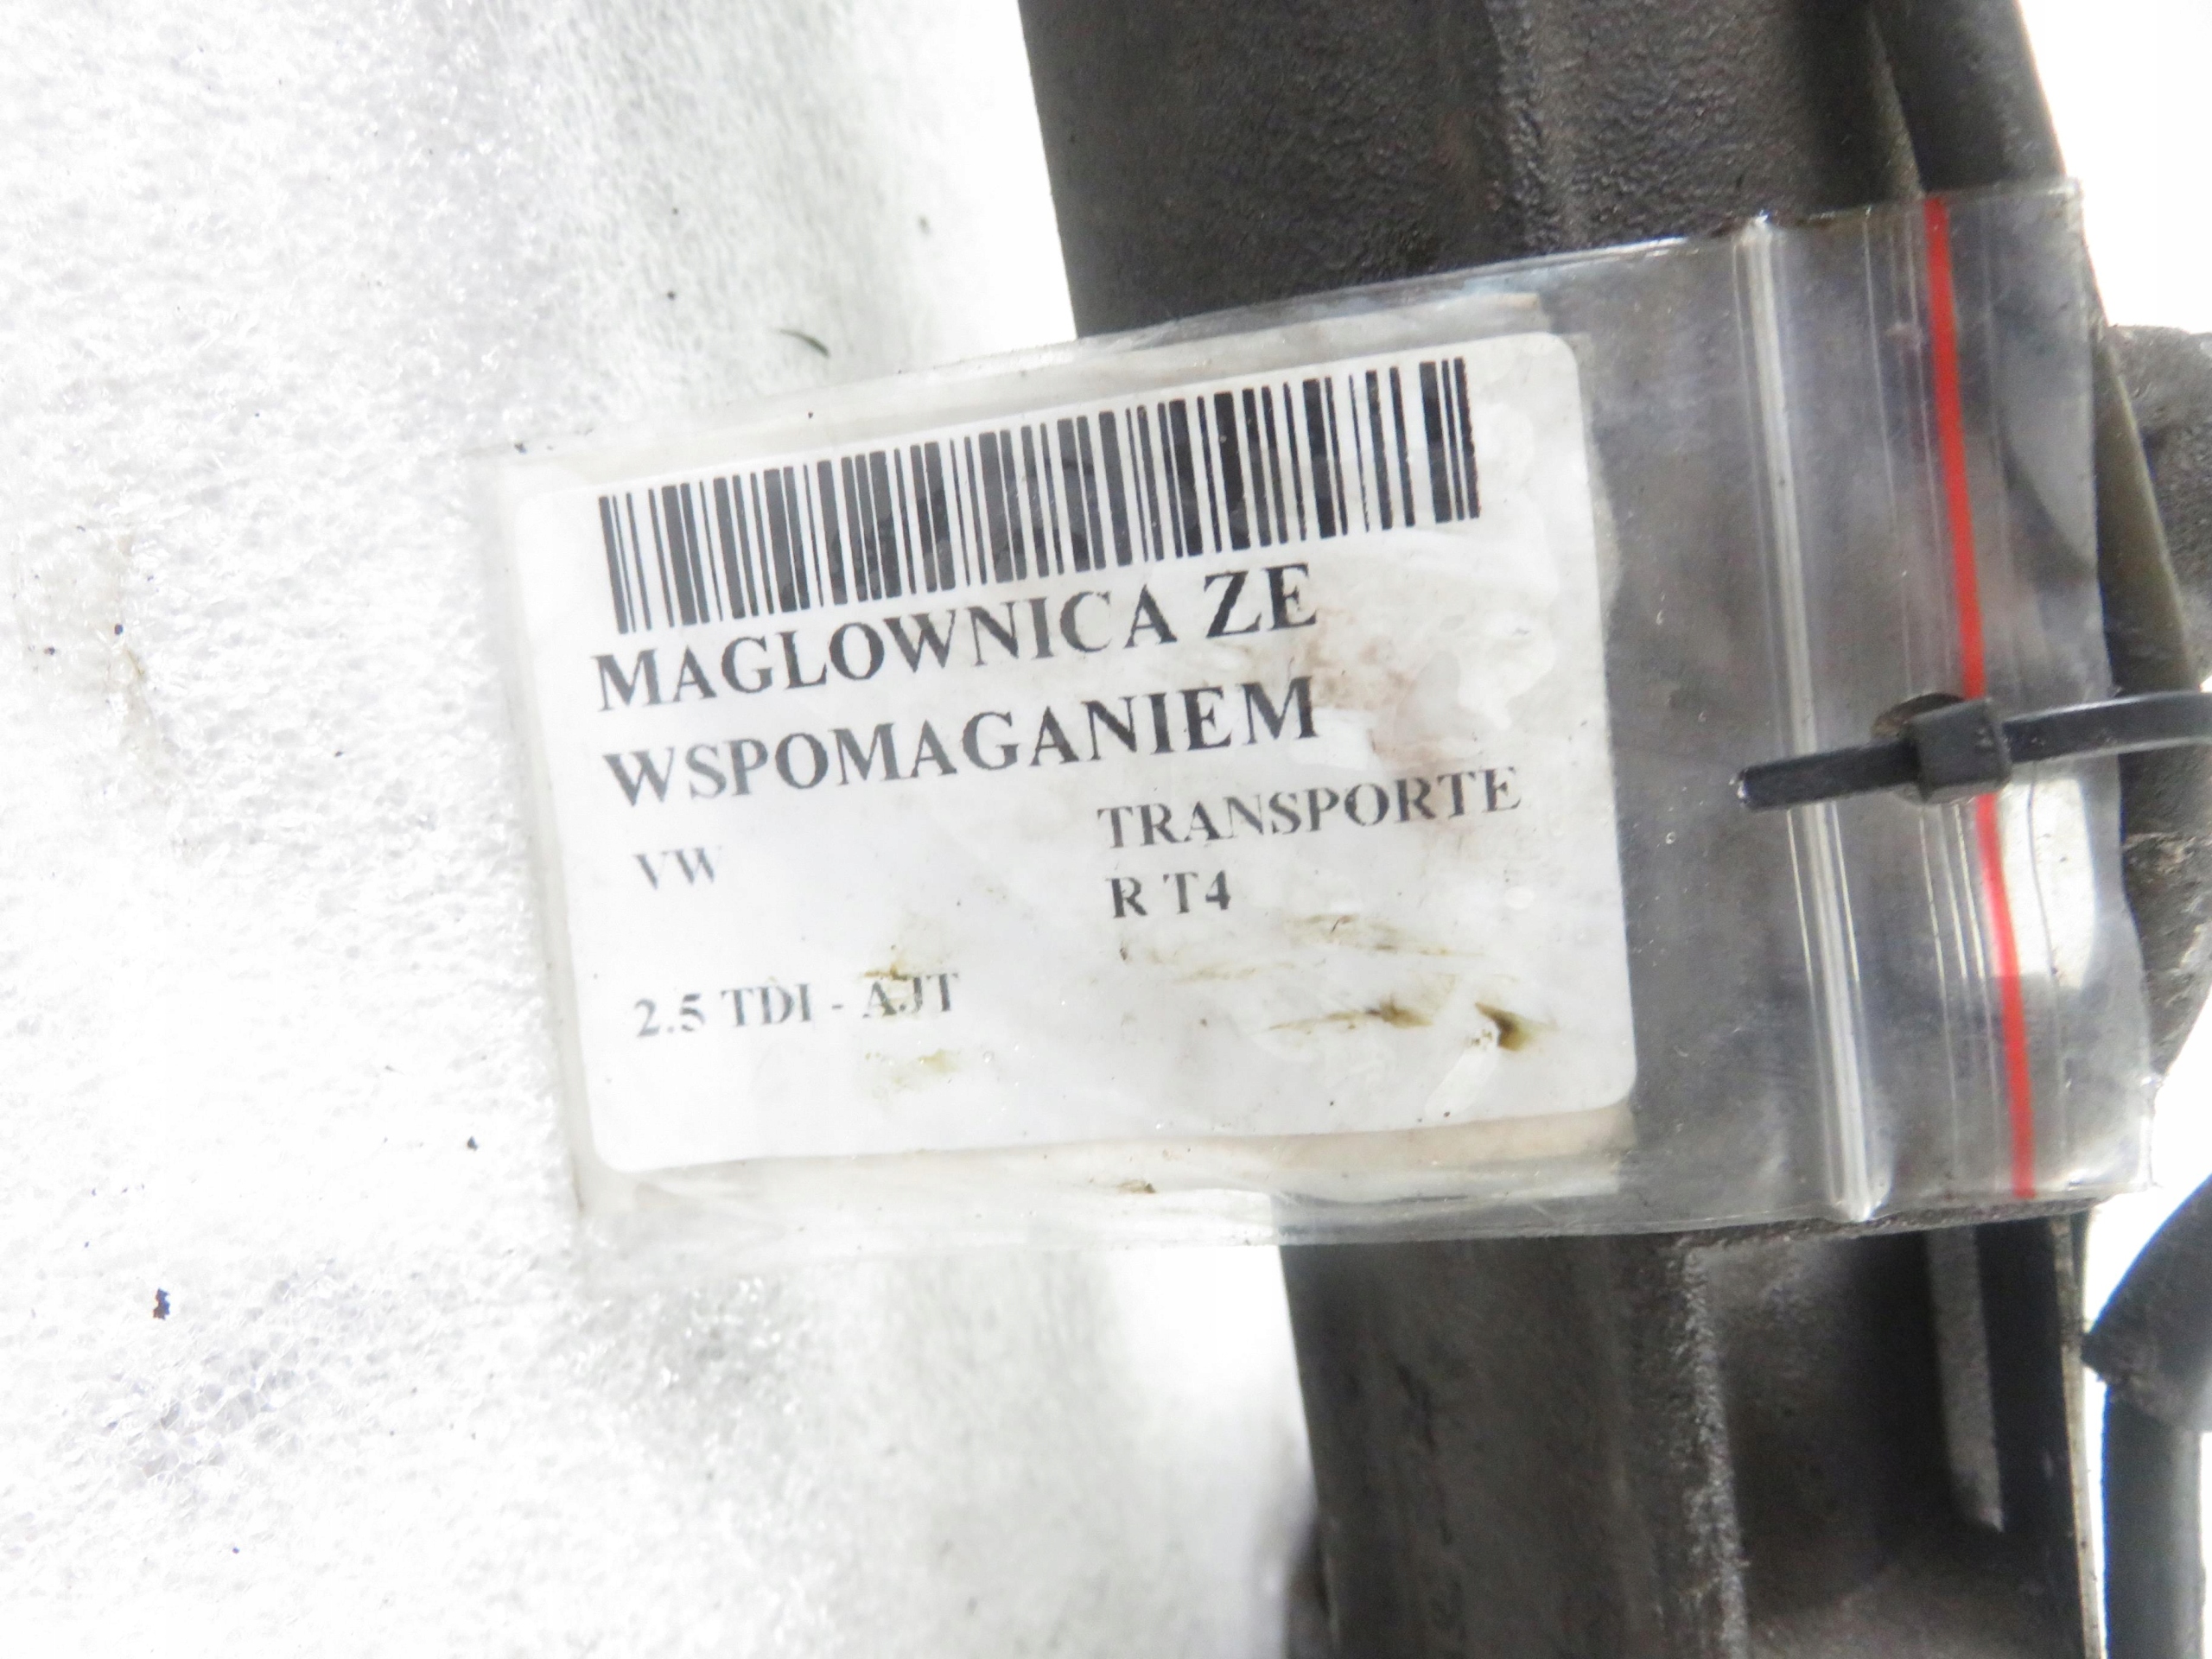 MAGLOWNICA ZE
WSPOMAGANIEM
VW TRANSPORTE
R T4
2.5 TDI - AJT